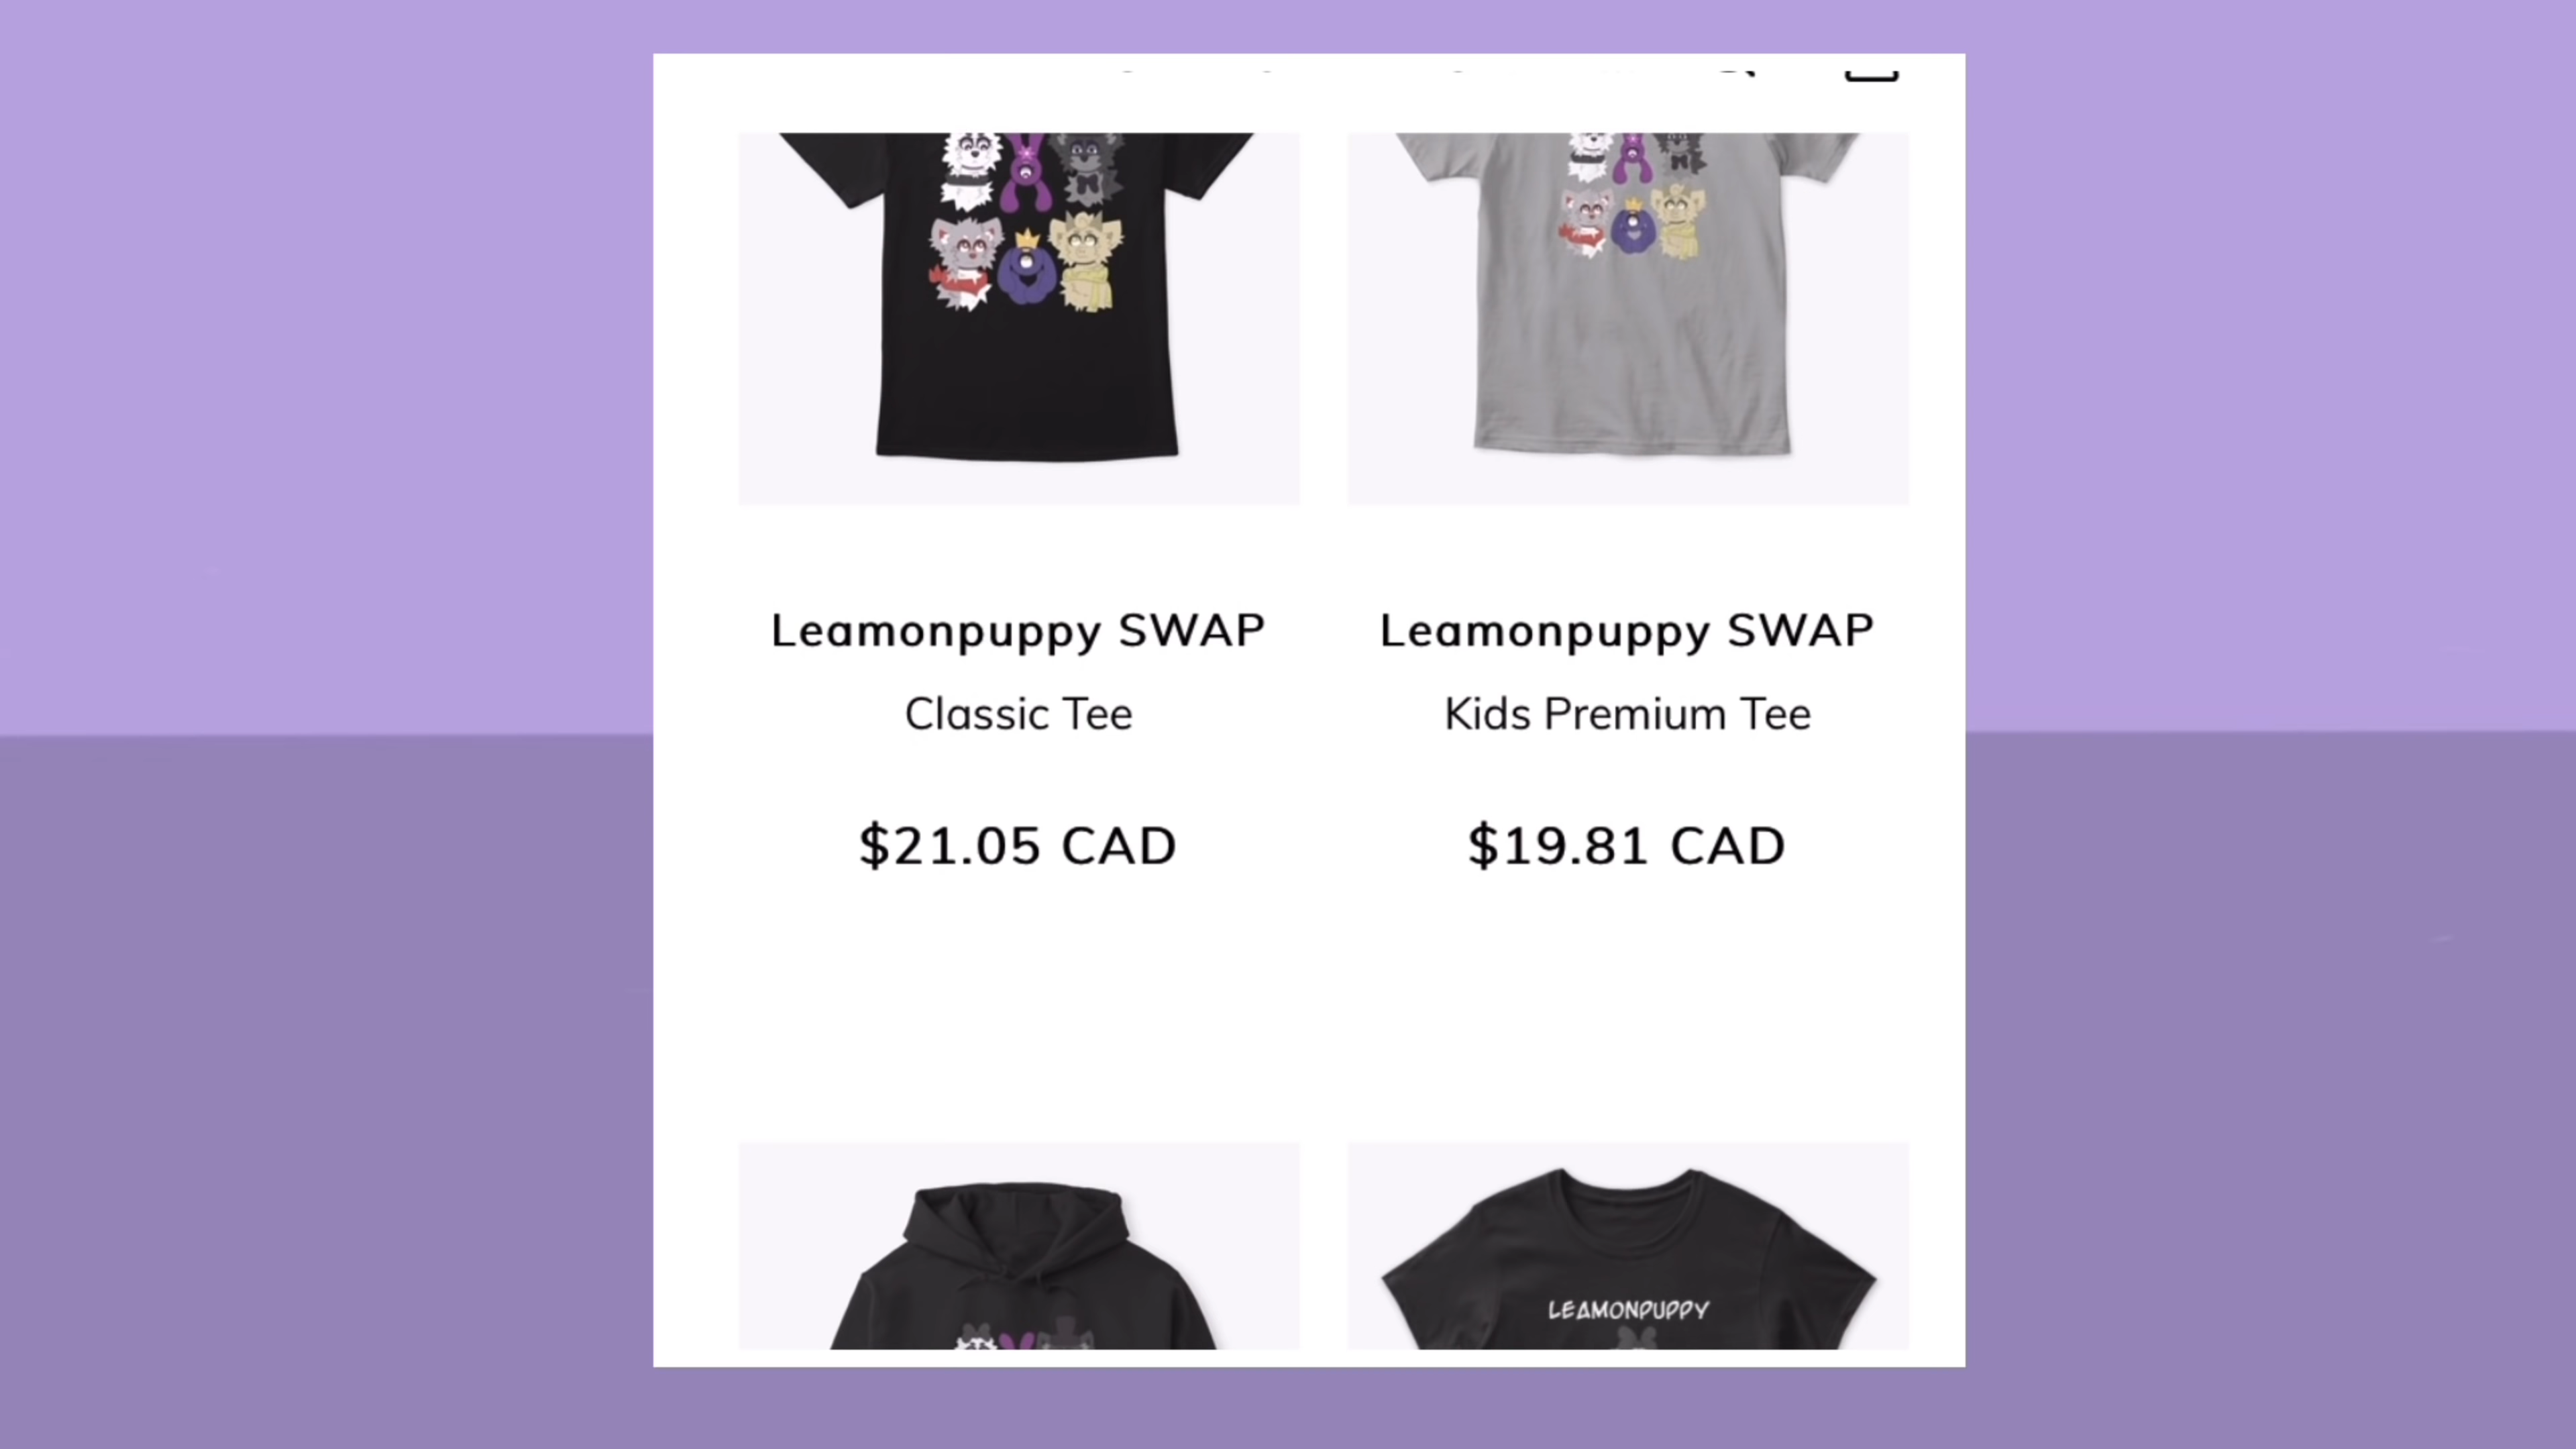 Leamonpuppy SWAP
Classic Tee
$21.05 CAD
Leamonpuppy SWAP
Kids Premium Tee
$19.81 CAD
LEAMONPUPPY